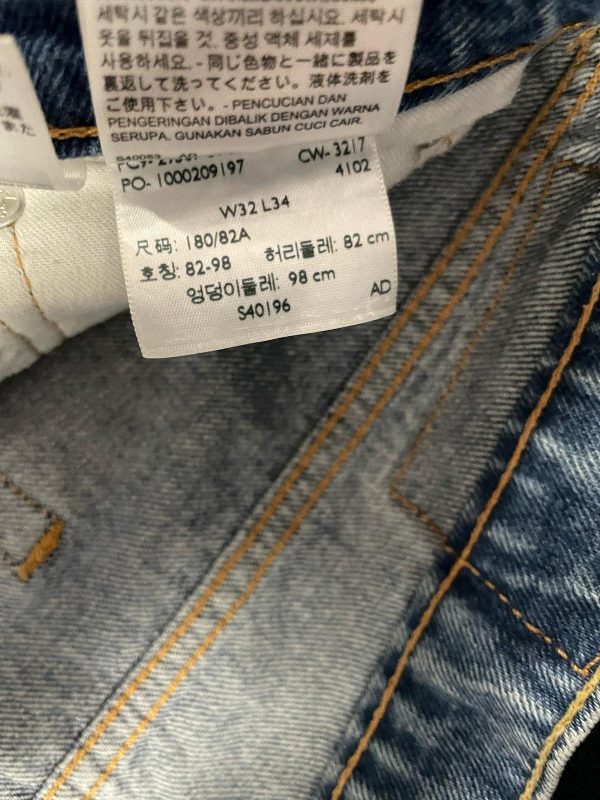 세탁시 같은 색상끼리 하십시요. 세탁시
옷을 뒤집을 것. 중성 액체 세제를
사용하세요. - 同じ色物と一緒に製品を
裏返して洗ってください。液体洗剤を
ご使用下さい。- PENCUCIAN DAN
PENGERINGAN DIBALIK DENGAN WARNA
SERUPA. GUNAKAN SABUN CUCI CAIR.
また
CW- 3217
PO- 1000209197 4102
W32 L34
尺码: 180/82A
호칭: 82-98 허리둘레: 82 cm
엉덩이둘레: 98 cm
S40196 AD